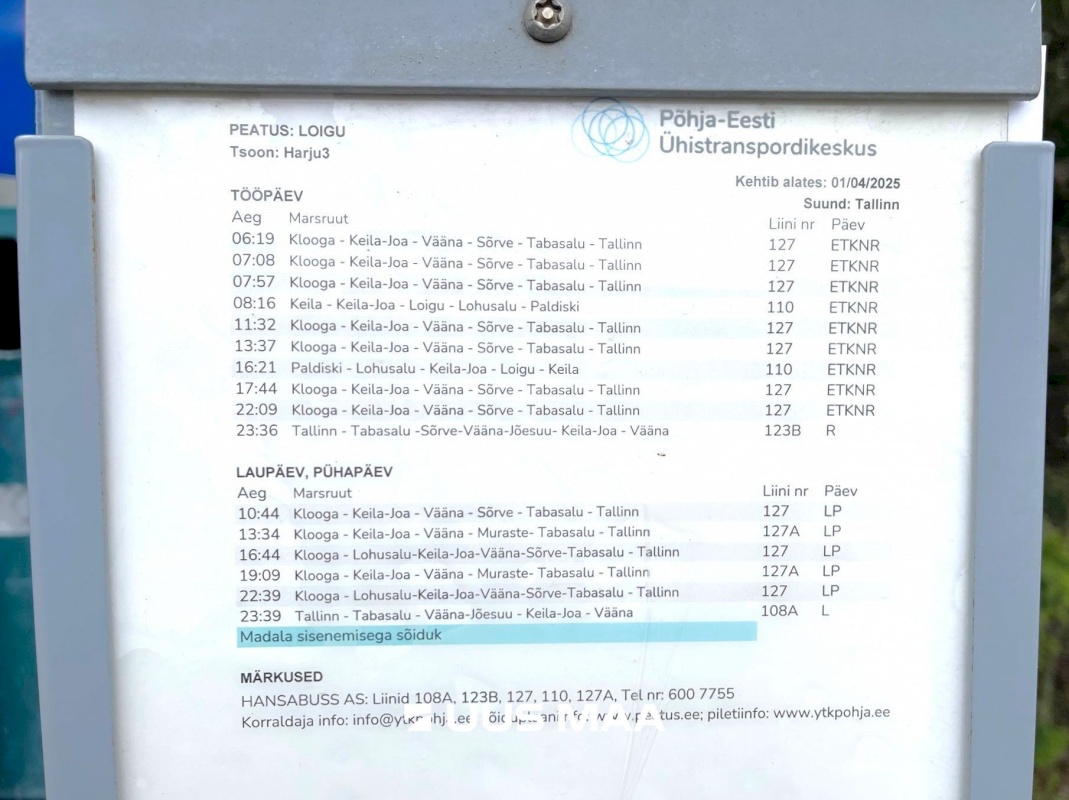 Põhja-Eesti
Ühistranspordikeskus
PEATUS: LOIGU
Tsoon: Harju3
Kehtib alates: 01/04/2025
Suund: Tallinn
TÖÖPÄEV
Aeg Marsruut Liini nr Päev
06:19 Klooga - Keila-Joa - Vääna - Sõrve - Tabasalu - Tallinn 127 ETKNR
07:08 Klooga - Keila-Joa - Vääna - Sõrve - Tabasalu - Tallinn 127 ETKNR
07:57 Klooga - Keila-Joa - Vääna - Sõrve - Tabasalu - Tallinn 127 ETKNR
08:16 Keila - Keila-Joa - Loigu - Lohusalu - Paldiski 110 ETKNR
11:32 Klooga - Keila-Joa - Vääna - Sõrve - Tabasalu - Tallinn 127 ETKNR
13:37 Klooga - Keila-Joa - Vääna - Sõrve - Tabasalu - Tallinn 127 ETKNR
16:21 Paldiski - Lohusalu - Keila-Joa - Loigu - Keila 110 ETKNR
17:44 Klooga - Keila-Joa - Vääna - Sõrve - Tabasalu - Tallinn 127 ETKNR
22:09 Klooga - Keila-Joa - Vääna - Sõrve - Tabasalu - Tallinn 127 ETKNR
23:36 Tallinn - Tabasalu -Sõrve-Vääna-Jõesuu- Keila-Joa - Vääna 123B R
LAUPÄEV, PÜHAPÄEV
Aeg Marsruut Liini nr Päev
10:44 Klooga - Keila-Joa - Vääna - Sõrve - Tabasalu - Tallinn 127 LP
13:34 Klooga - Keila-Joa - Vääna - Muraste- Tabasalu - Tallinn 127A LP
16:44 Klooga - Lohusalu-Keila-Joa-Vääna-Sõrve-Tabasalu - Tallinn 127 LP
19:09 Klooga - Keila-Joa - Vääna - Muraste- Tabasalu - Tallinn 127A LP
22:39 Klooga - Lohusalu-Keila-Joa-Vääna-Sõrve-Tabasalu - Tallinn 127 LP
23:39 Tallinn - Tabasalu - Vääna-Jõesuu - Keila-Joa - Vääna 108A L
Madala sisenemisega sõiduk
MÄRKUSED
HANSABUSS AS: Liinid 108A, 123B, 127, 110, 127A, Tel nr: 600 7755
Korraldaja info: info@ytkpohja.ee; sõiduplaani info: www.peatus.ee; piletiinfo: www.ytkpohja.ee
UUS MAA